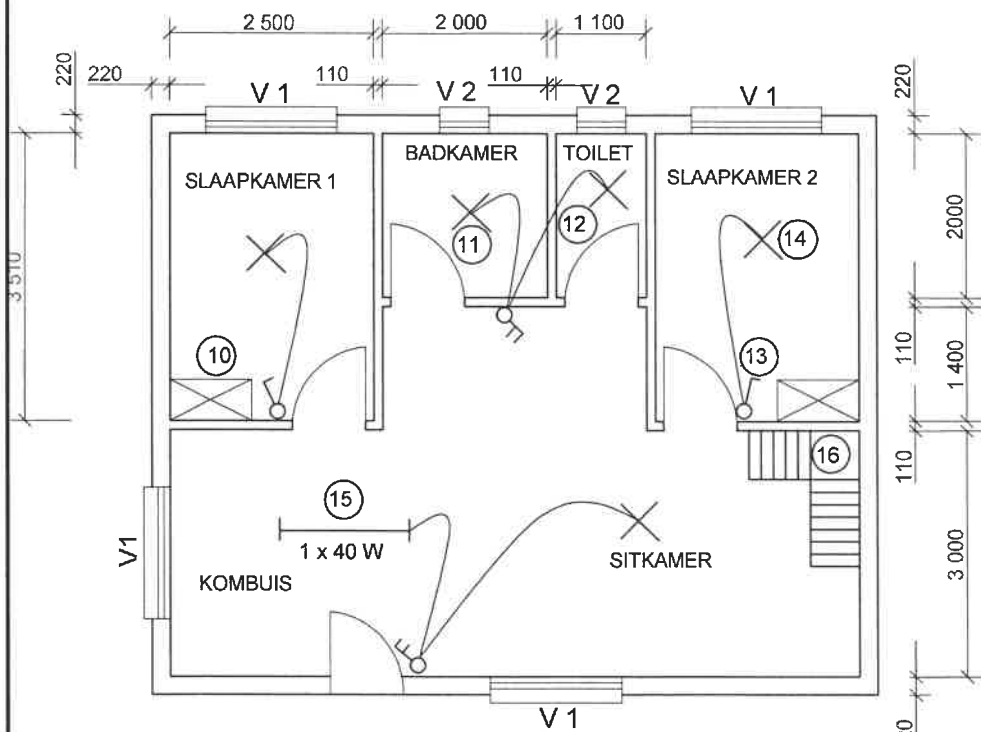 2 500 2 000 1 100
220 220 110 110 220
V 1 V 2 V 2 V 1
BADKAMER TOILET
SLAAPKAMER 1 SLAAPKAMER 2
11 12 14
2000
3 510
10 13
110
1 400
16
110
15
1 x 40 W
V1
KOMBUIS SITKAMER
3 000
V 1